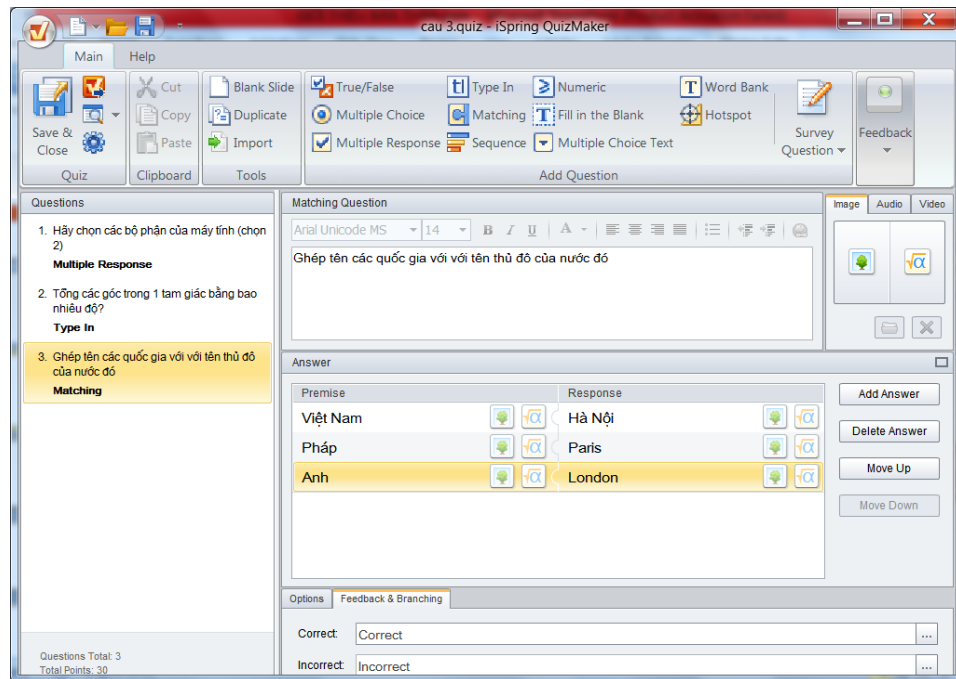 cau 3.quiz - iSpring QuizMaker
Main Help
Save & Close
Quiz
Cut
Copy
Paste
Clipboard
Blank Slide
Duplicate
Import
Tools
True/False Type In Numeric Word Bank
Multiple Choice Matching Fill in the Blank Hotspot
Multiple Response Sequence Multiple Choice Text
Add Question
Survey
Question
Feedback
Questions
1. Hãy chọn các bộ phận của máy tính (chọn
2)
Multiple Response
2. Tổng các góc trong 1 tam giác bằng bao
nhiêu độ?
Type In
3. Ghép tên các quốc gia với với tên thủ đô
của nước đó
Matching
Questions Total: 3
Total Points: 30
Matching Question
Arial Unicode MS 14 B I U A
Ghép tên các quốc gia với với tên thủ đô của nước đó
Image Audio Video
√α
Answer
Premise Response
Việt Nam √α Hà Nội √α
Pháp √α Paris √α
Anh √α London √α
Add Answer
Delete Answer
Move Up
Move Down
Options Feedback & Branching
Correct: Correct ...
Incorrect: Incorrect ...